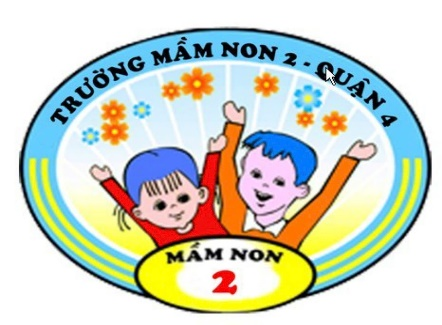 TRƯỜNG MẦM NON 2 - QUẬN 4
MẦM NON
2